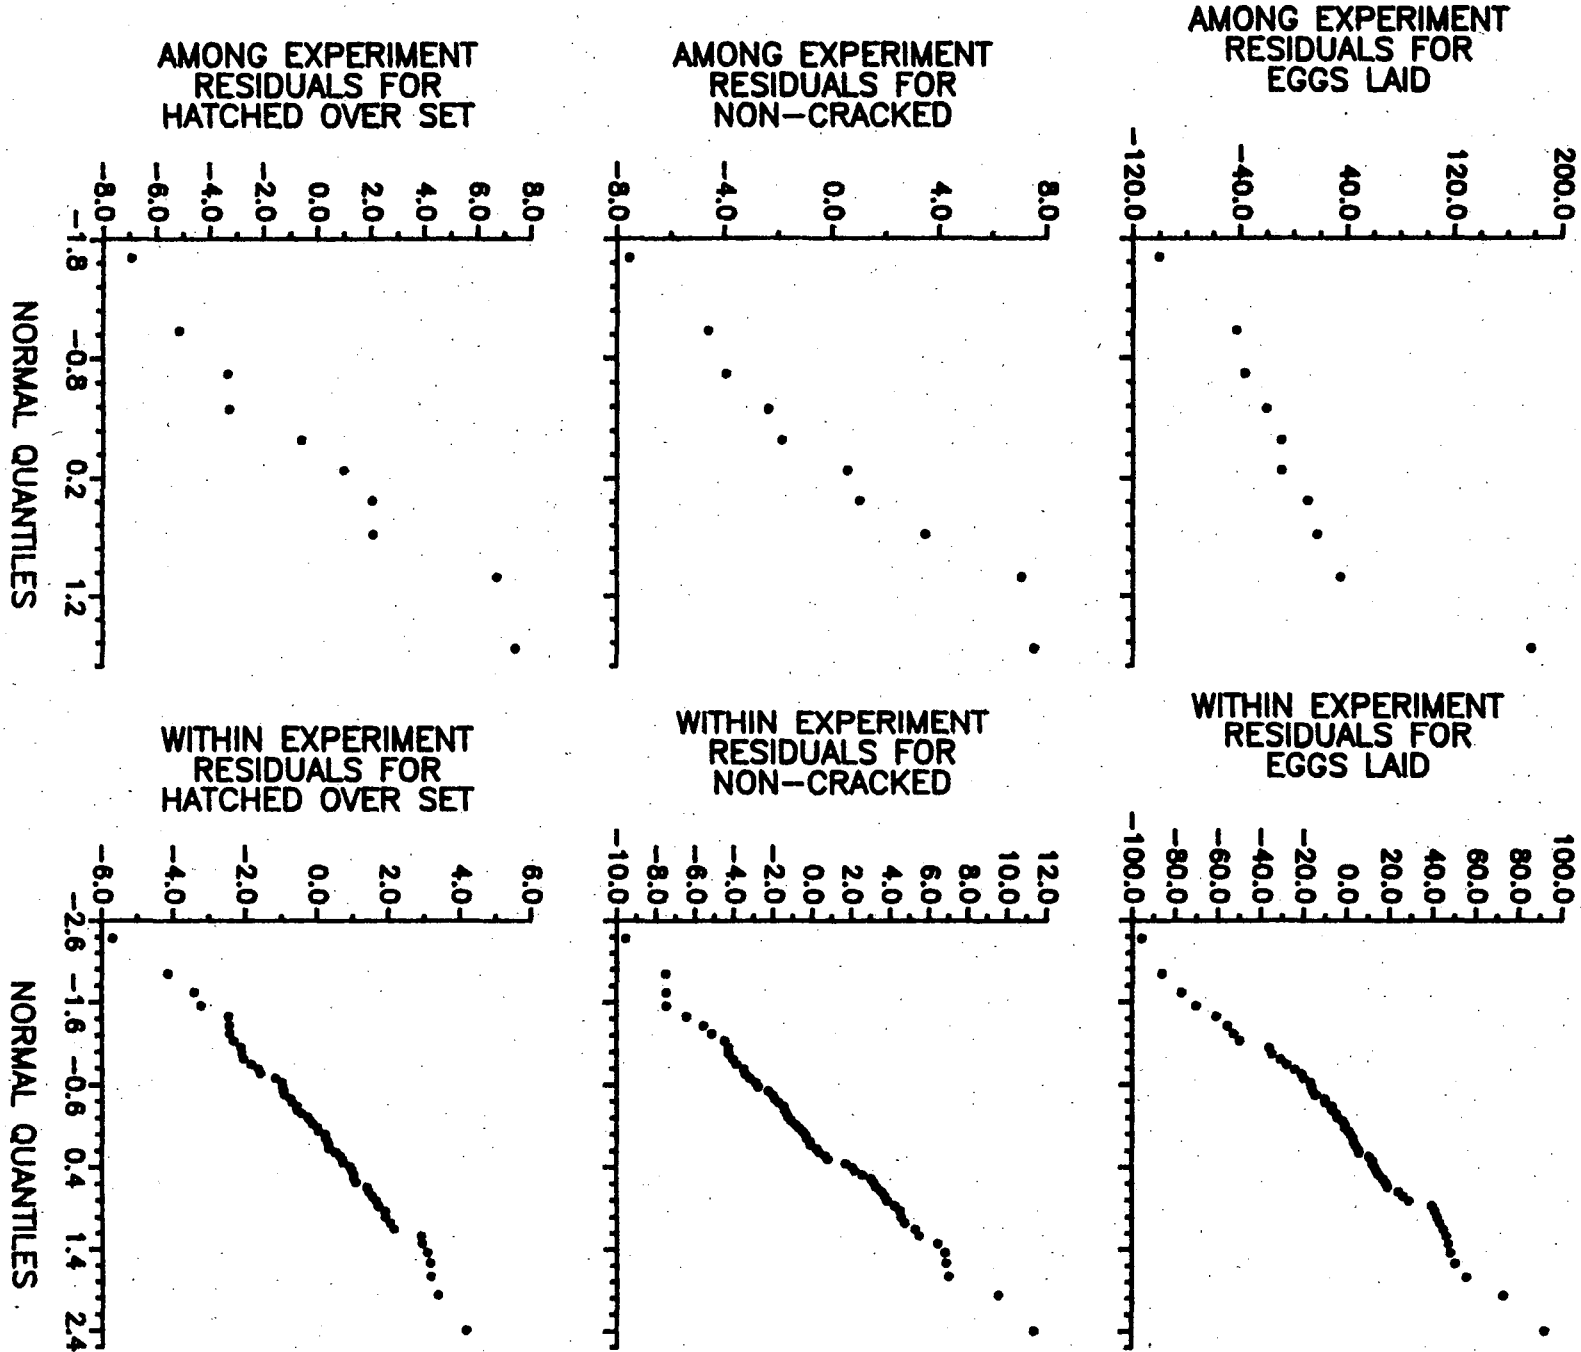 AMONG EXPERIMENT
RESIDUALS FOR
HATCHED OVER SET
−8.0
−6.0
−4.0
−2.0
0.0
2.0
4.0
6.0
8.0
−1.8
−0.8
0.2
1.2
NORMAL QUANTILES
AMONG EXPERIMENT
RESIDUALS FOR
NON−CRACKED
−8.0
−4.0
0.0
4.0
8.0
AMONG EXPERIMENT
RESIDUALS FOR
EGGS LAID
−120.0
−40.0
40.0
120.0
200.0
WITHIN EXPERIMENT
RESIDUALS FOR
HATCHED OVER SET
−6.0
−4.0
−2.0
0.0
2.0
4.0
6.0
−2.6
−1.6
−0.6
0.4
1.4
2.4
NORMAL QUANTILES
WITHIN EXPERIMENT
RESIDUALS FOR
NON−CRACKED
−10.0
−8.0
−6.0
−4.0
−2.0
0.0
2.0
4.0
6.0
8.0
10.0
12.0
WITHIN EXPERIMENT
RESIDUALS FOR
EGGS LAID
−100.0
−80.0
−60.0
−40.0
−20.0
0.0
20.0
40.0
60.0
80.0
100.0